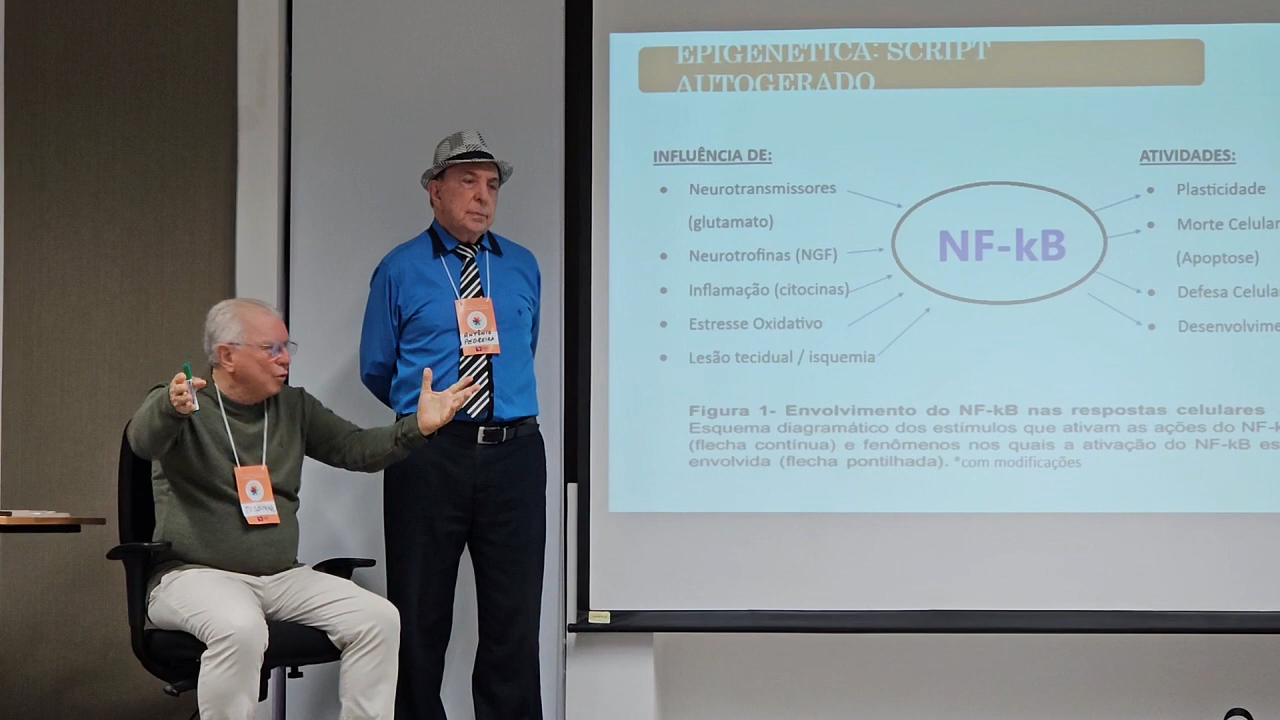 EPIGENÉTICA: SCRIPT
AUTOGERADO
INFLUÊNCIA DE:
Neurotransmissores
(glutamato)
Neurotrofinas (NGF)
Inflamação (citocinas)
Estresse Oxidativo
Lesão tecidual / isquemia
NF-kB
ATIVIDADES:
Plasticidade
Morte Celular
(Apoptose)
Defesa Celula
Desenvolvime
Figura 1- Envolvimento do NF-kB nas respostas celulares
Esquema diagramático dos estímulos que ativam as ações do NF-k
(flecha contínua) e fenômenos nos quais a ativação do NF-kB es
envolvida (flecha pontilhada). *com modificações
ANTÔNIO
PEDREIRA